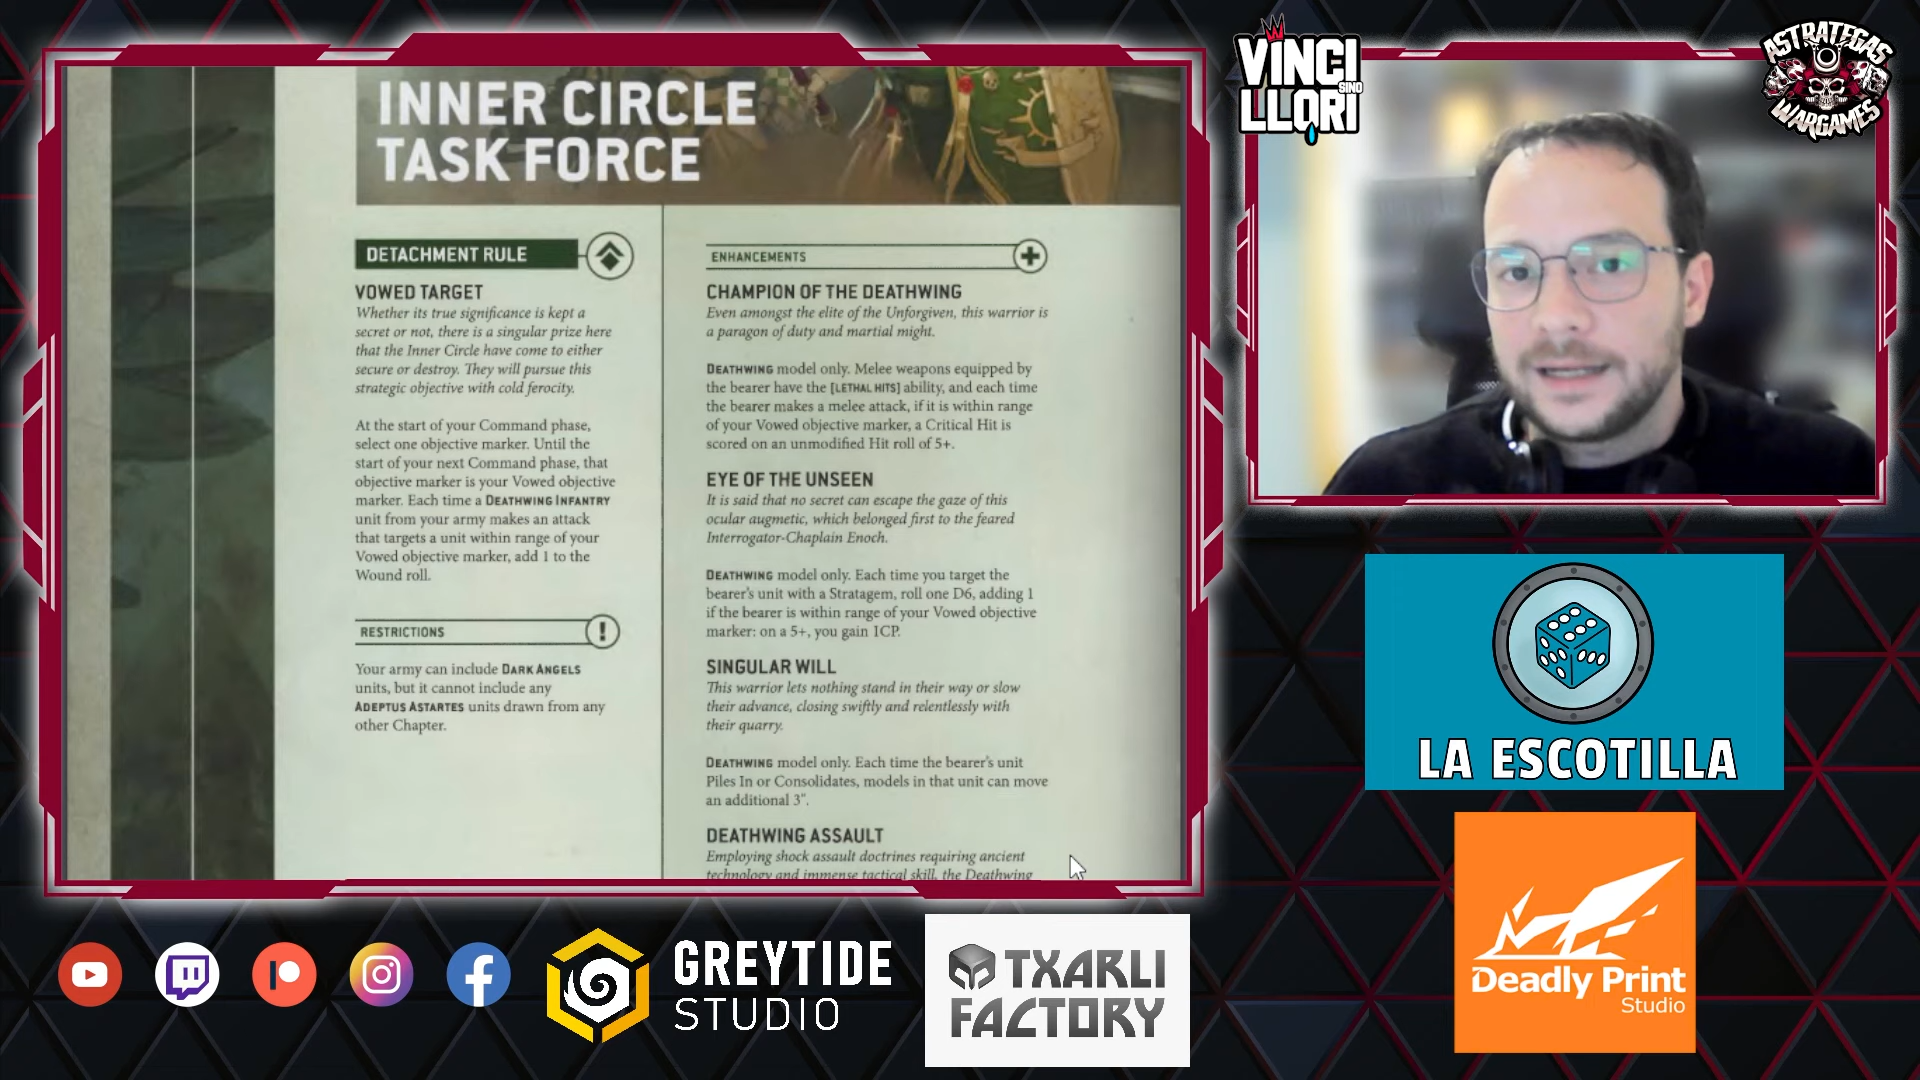 INNER CIRCLE
TASK FORCE
DETACHMENT RULE
VOWED TARGET
Whether its true significance is kept a
secret or not, there is a singular prize here
that the Inner Circle have come to either
secure or destroy. They will pursue this
strategic objective with cold ferocity.
At the start of your Command phase,
select one objective marker. Until the
start of your next Command phase, that
objective marker is your Vowed objective
marker. Each time a DEATHWING INFANTRY
unit from your army makes an attack
that targets a unit within range of your
Vowed objective marker, add 1 to the
Wound roll.
RESTRICTIONS
Your army can include DARK ANGELS
units, but it cannot include any
ADEPTUS ASTARTES units drawn from any
other Chapter.
ENHANCEMENTS
CHAMPION OF THE DEATHWING
Even amongst the elite of the Unforgiven, this warrior is
a paragon of duty and martial might.
DEATHWING model only. Melee weapons equipped by
the bearer have the [LETHAL HITS] ability, and each time
the bearer makes a melee attack, if it is within range
of your Vowed objective marker, a Critical Hit is
scored on an unmodified Hit roll of 5+.
EYE OF THE UNSEEN
It is said that no secret can escape the gaze of this
ocular augmetic, which belonged first to the feared
Interrogator-Chaplain Enoch.
DEATHWING model only. Each time you target the
bearer's unit with a Stratagem, roll one D6, adding 1
if the bearer is within range of your Vowed objective
marker: on a 5+, you gain 1CP.
SINGULAR WILL
This warrior lets nothing stand in their way or slow
their advance, closing swiftly and relentlessly with
their quarry.
DEATHWING model only. Each time the bearer's unit
Piles In or Consolidates, models in that unit can move
an additional 3".
DEATHWING ASSAULT
Employing shock assault doctrines requiring ancient
technology and immense tactical skill, the Deathwing
VINCI
SINO
LLORI
ASTRATEGAS
WARGAMES
LA ESCOTILLA
Deadly Print
Studio
GREYTIDE
STUDIO
TXARLI
FACTORY